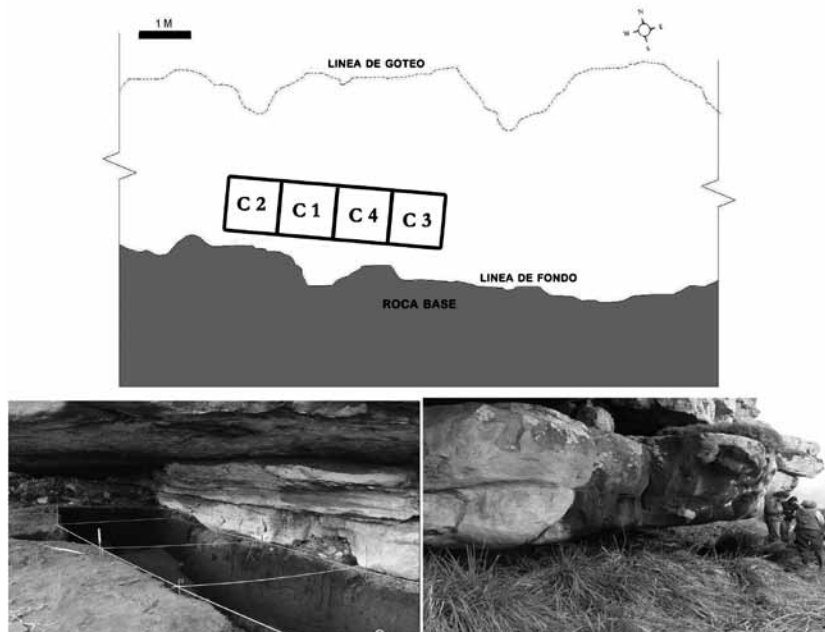 1 M
N
W E
S
LINEA DE GOTEO
C 2 C 1 C 4 C 3
LINEA DE FONDO
ROCA BASE